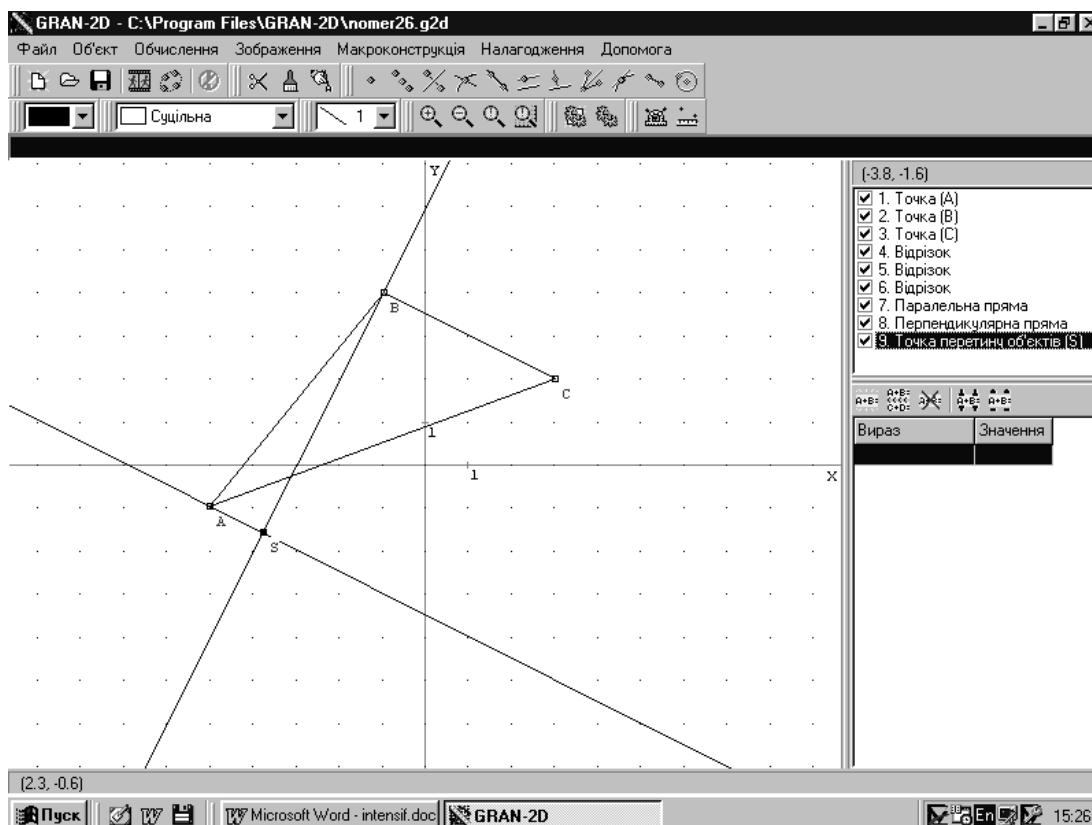 GRAN-2D - C:\Program Files\GRAN-2D\nomer26.g2d
Файл Об'єкт Обчислення Зображення Макроконструкція Налагодження Допомога
Суцільна
1
(-3.8, -1.6)
1. Точка (A)
2. Точка (B)
3. Точка (C)
4. Відрізок
5. Відрізок
6. Відрізок
7. Паралельна пряма
8. Перпендикулярна пряма
9. Точка перетину об'єктів (S)
Вираз Значення
Y
B
C
1
1
X
A
S
(2.3, -0.6)
Пуск
Microsoft Word - intensif.doc
GRAN-2D
En
15:26